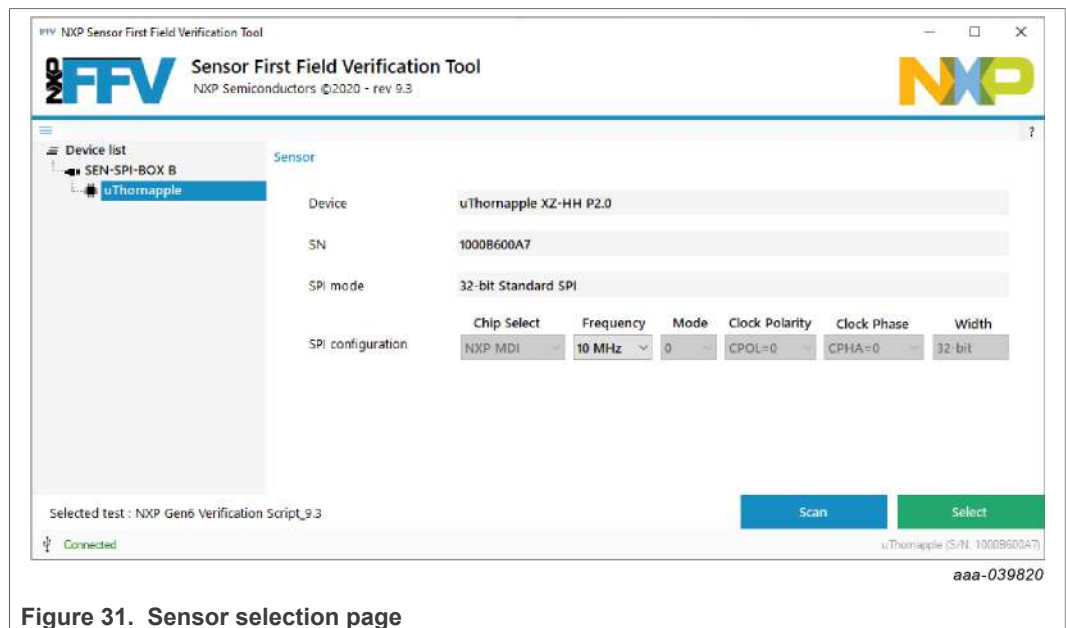 FFV NXP Sensor First Field Verification Tool
NXP FFV
Sensor First Field Verification Tool
NXP Semiconductors ©2020 - rev 9.3
NXP
?
Device list
SEN-SPI-BOX B
uThornapple
Sensor
Device uThornapple XZ-HH P2.0
SN 1000B600A7
SPI mode 32-bit Standard SPI
Chip Select Frequency Mode Clock Polarity Clock Phase Width
SPI configuration NXP MDI 10 MHz 0 CPOL=0 CPHA=0 32-bit
Selected test : NXP Gen6 Verification Script_9.3
Scan Select
Connected uThornapple (S/N: 1000B600A7)
aaa-039820
Figure 31. Sensor selection page